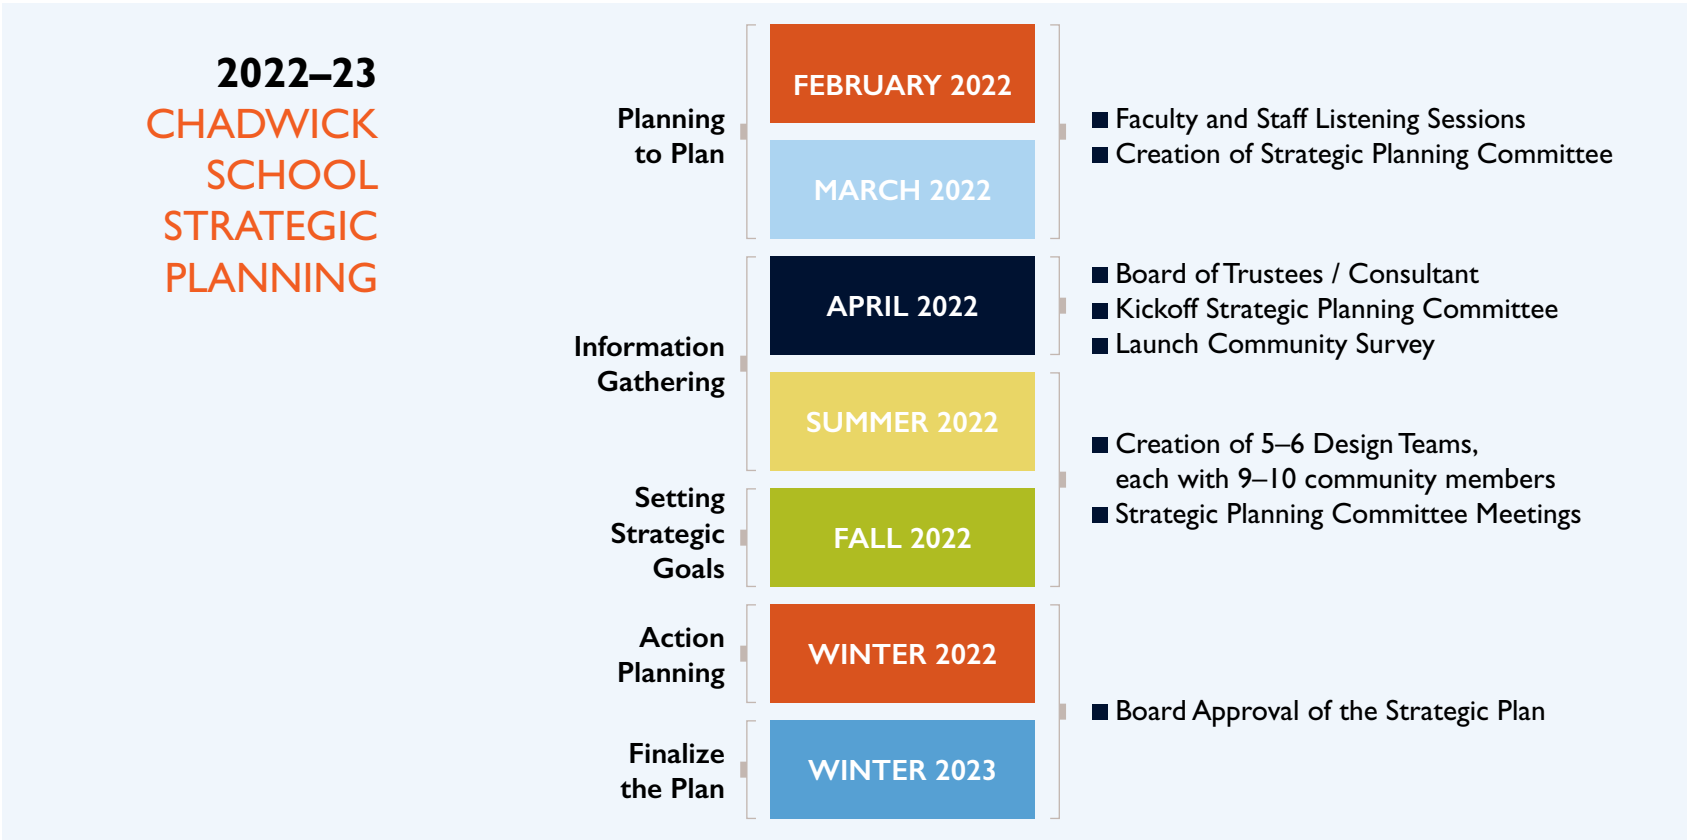 2022–23
CHADWICK
SCHOOL
STRATEGIC
PLANNING
Planning
to Plan
FEBRUARY 2022
MARCH 2022
■ Faculty and Staff Listening Sessions
■ Creation of Strategic Planning Committee
Information
Gathering
APRIL 2022
■ Board of Trustees / Consultant
■ Kickoff Strategic Planning Committee
■ Launch Community Survey
SUMMER 2022
Setting
Strategic
Goals
FALL 2022
■ Creation of 5–6 Design Teams,
each with 9–10 community members
■ Strategic Planning Committee Meetings
Action
Planning
WINTER 2022
Finalize
the Plan
WINTER 2023
■ Board Approval of the Strategic Plan